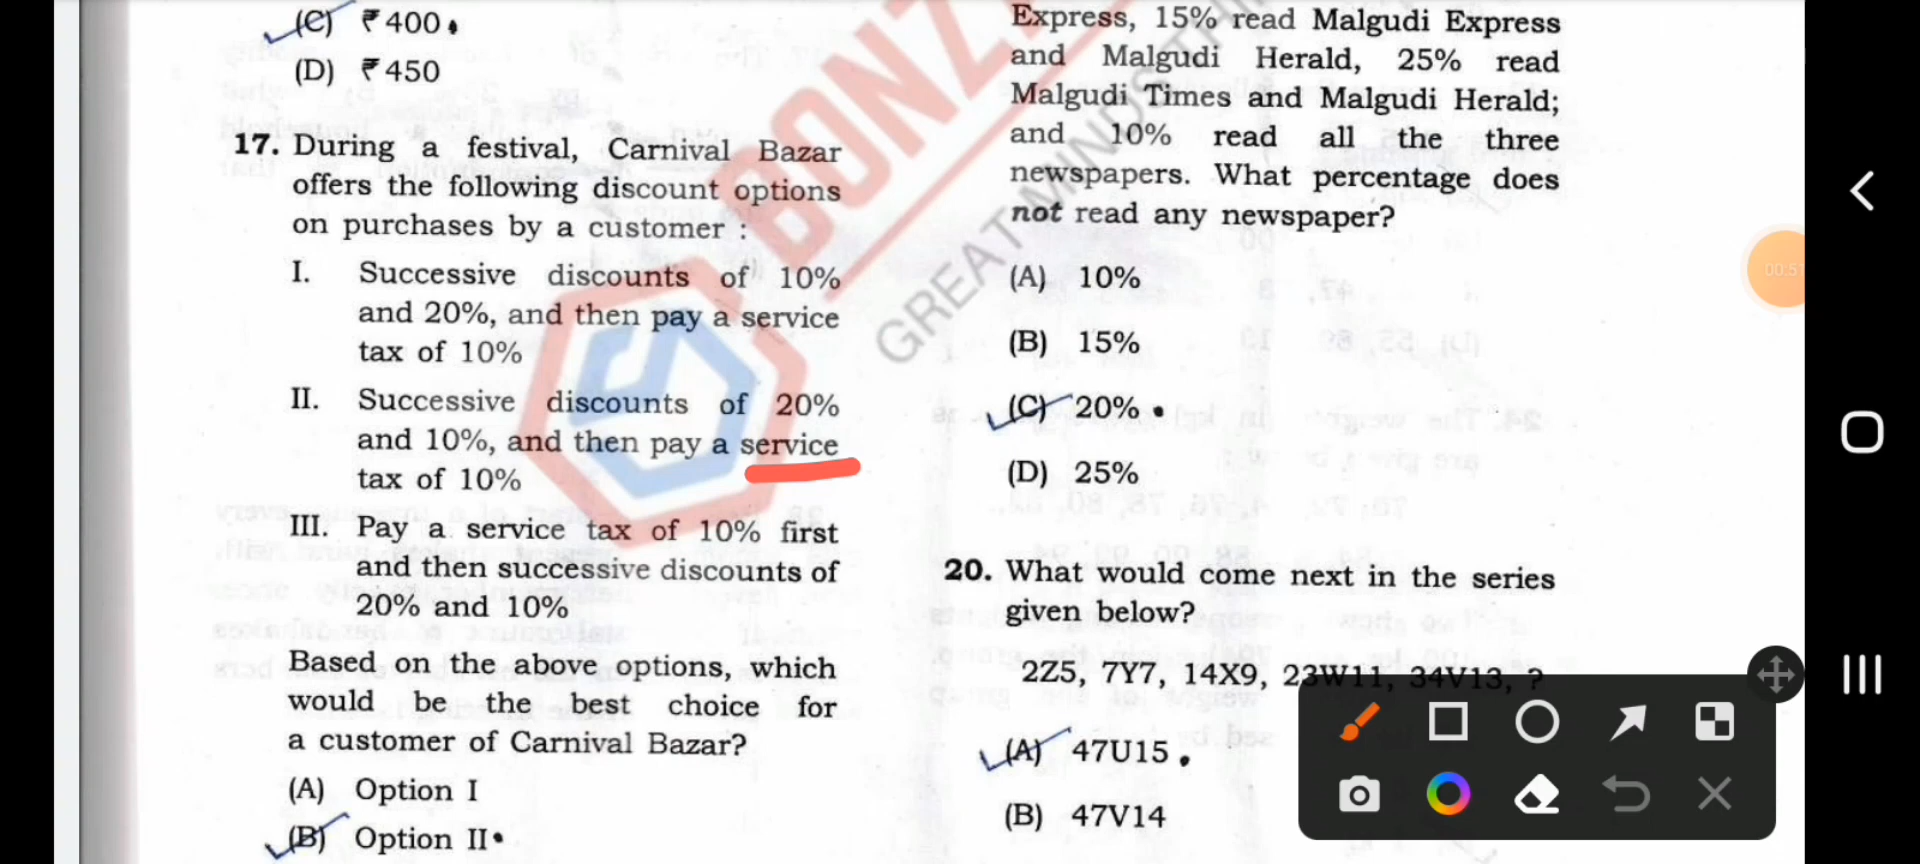 (C) ₹ 400
(D) ₹ 450
17. During a festival, Carnival Bazar
offers the following discount options
on purchases by a customer :
I. Successive discounts of 10%
and 20%, and then pay a service
tax of 10%
II. Successive discounts of 20%
and 10%, and then pay a service
tax of 10%
III. Pay a service tax of 10% first
and then successive discounts of
20% and 10%
Based on the above options, which
would be the best choice for
a customer of Carnival Bazar?
(A) Option I
(B) Option II
Express, 15% read Malgudi Express
and Malgudi Herald, 25% read
Malgudi Times and Malgudi Herald;
and 10% read all the three
newspapers. What percentage does
not read any newspaper?
(A) 10%
(B) 15%
(C) 20%
(D) 25%
20. What would come next in the series
given below?
2Z5, 7Y7, 14X9, 23W11, 34V13, ?
(A) 47U15
(B) 47V14
GREAT MINDS
00:51